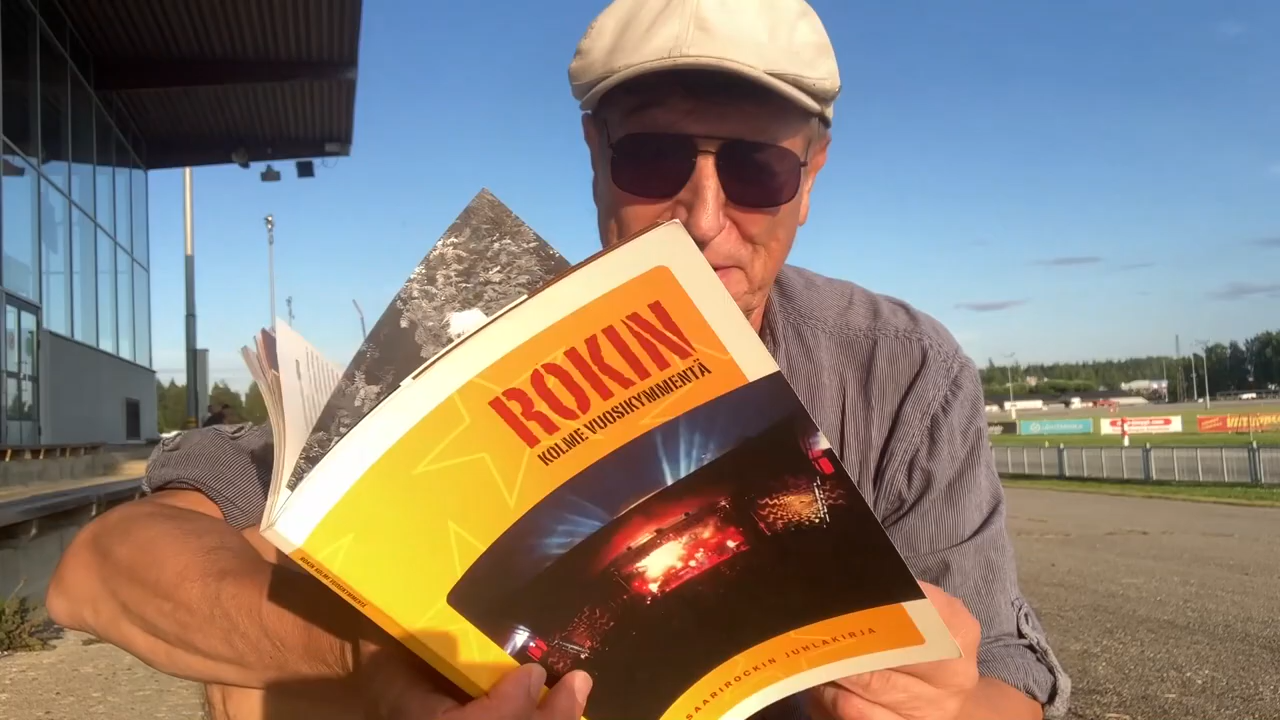 ROKIN
KOLME VUOSIKYMMENTÄ
SAARIROCKIN JUHLAKIRJA
ROKIN KOLME VUOSIKYMMENTÄ